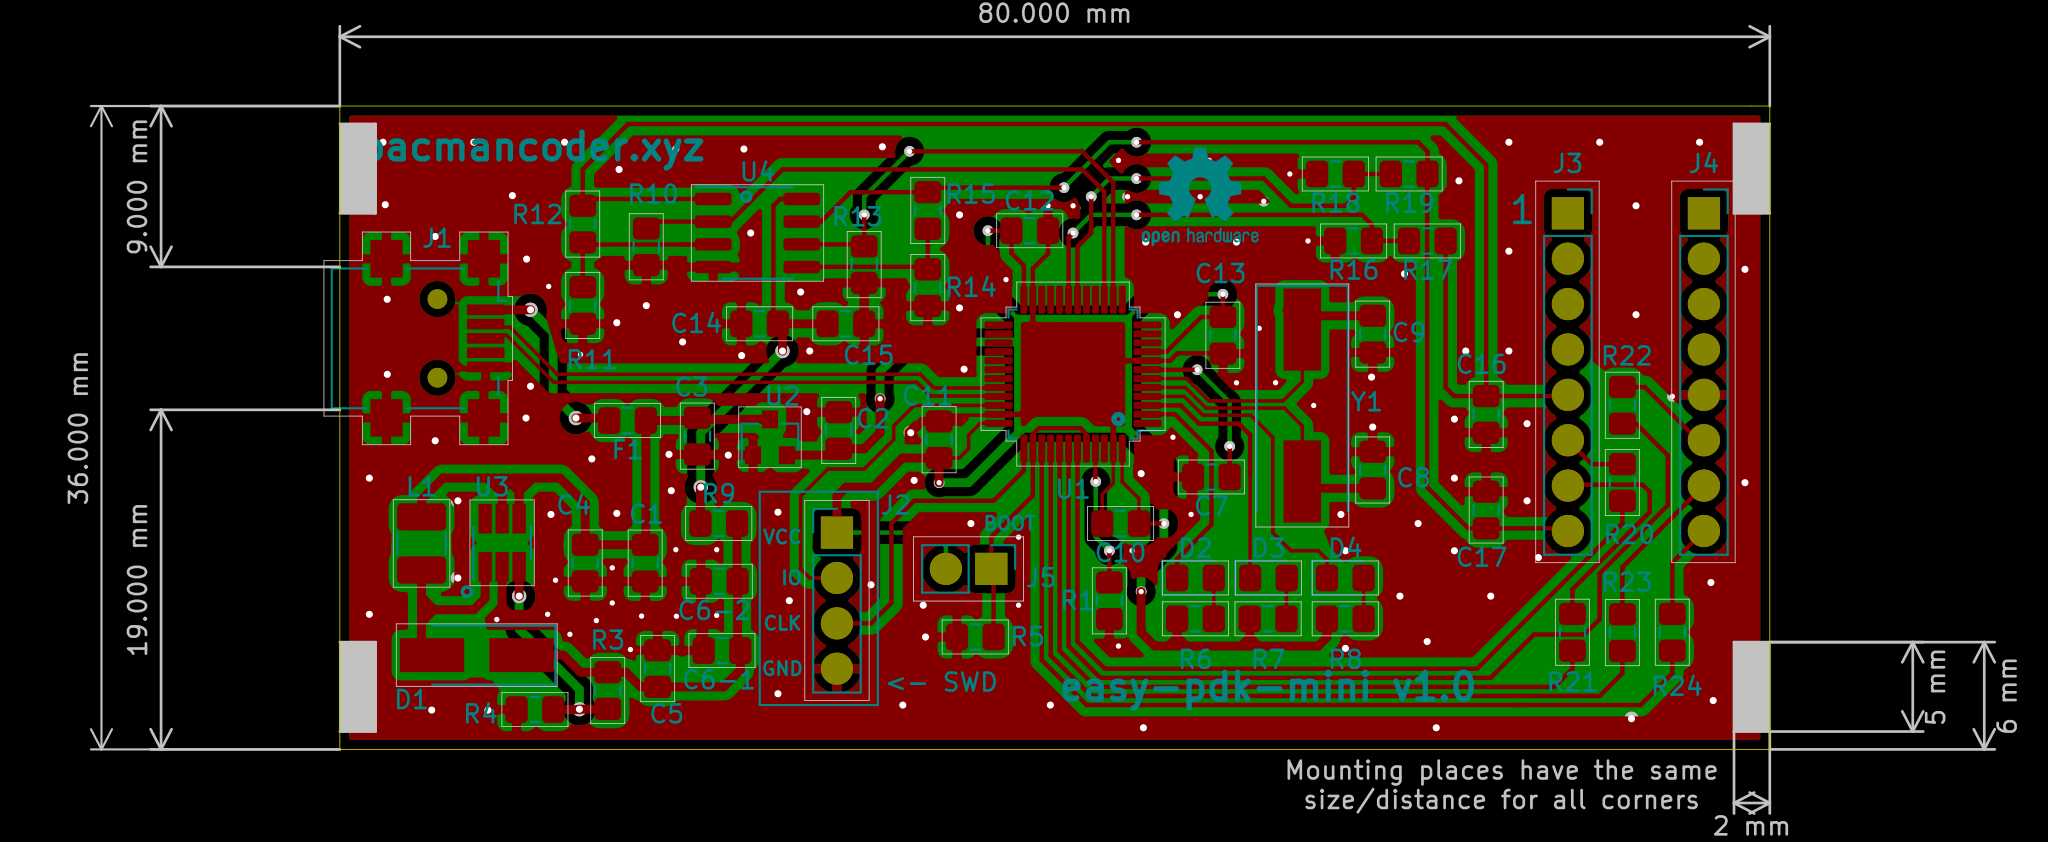 80.000 mm
pacmancoder.xyz
9.000 mm
36.000 mm
19.000 mm
J1
R12
R10
U4
R13
R15
C12
R14
C14
C15
R11
open hardware
R18
R19
R16
R17
C13
1
J3
J4
C9
C16
R22
Y1
C3
U2
C2
C11
F1
L1
U3
C4
C1
R9
J2
VCC
IO
CLK
GND
BOOT
J5
U1
C10
C7
C8
C17
R20
D2
D3
D4
R1
R5
C6-2
C6-1
R3
R4
C5
D1
<- SWD
R6
R7
R8
R23
R21
R24
easy-pdk-mini v1.0
5 mm
6 mm
Mounting places have the same
size/distance for all corners
2 mm